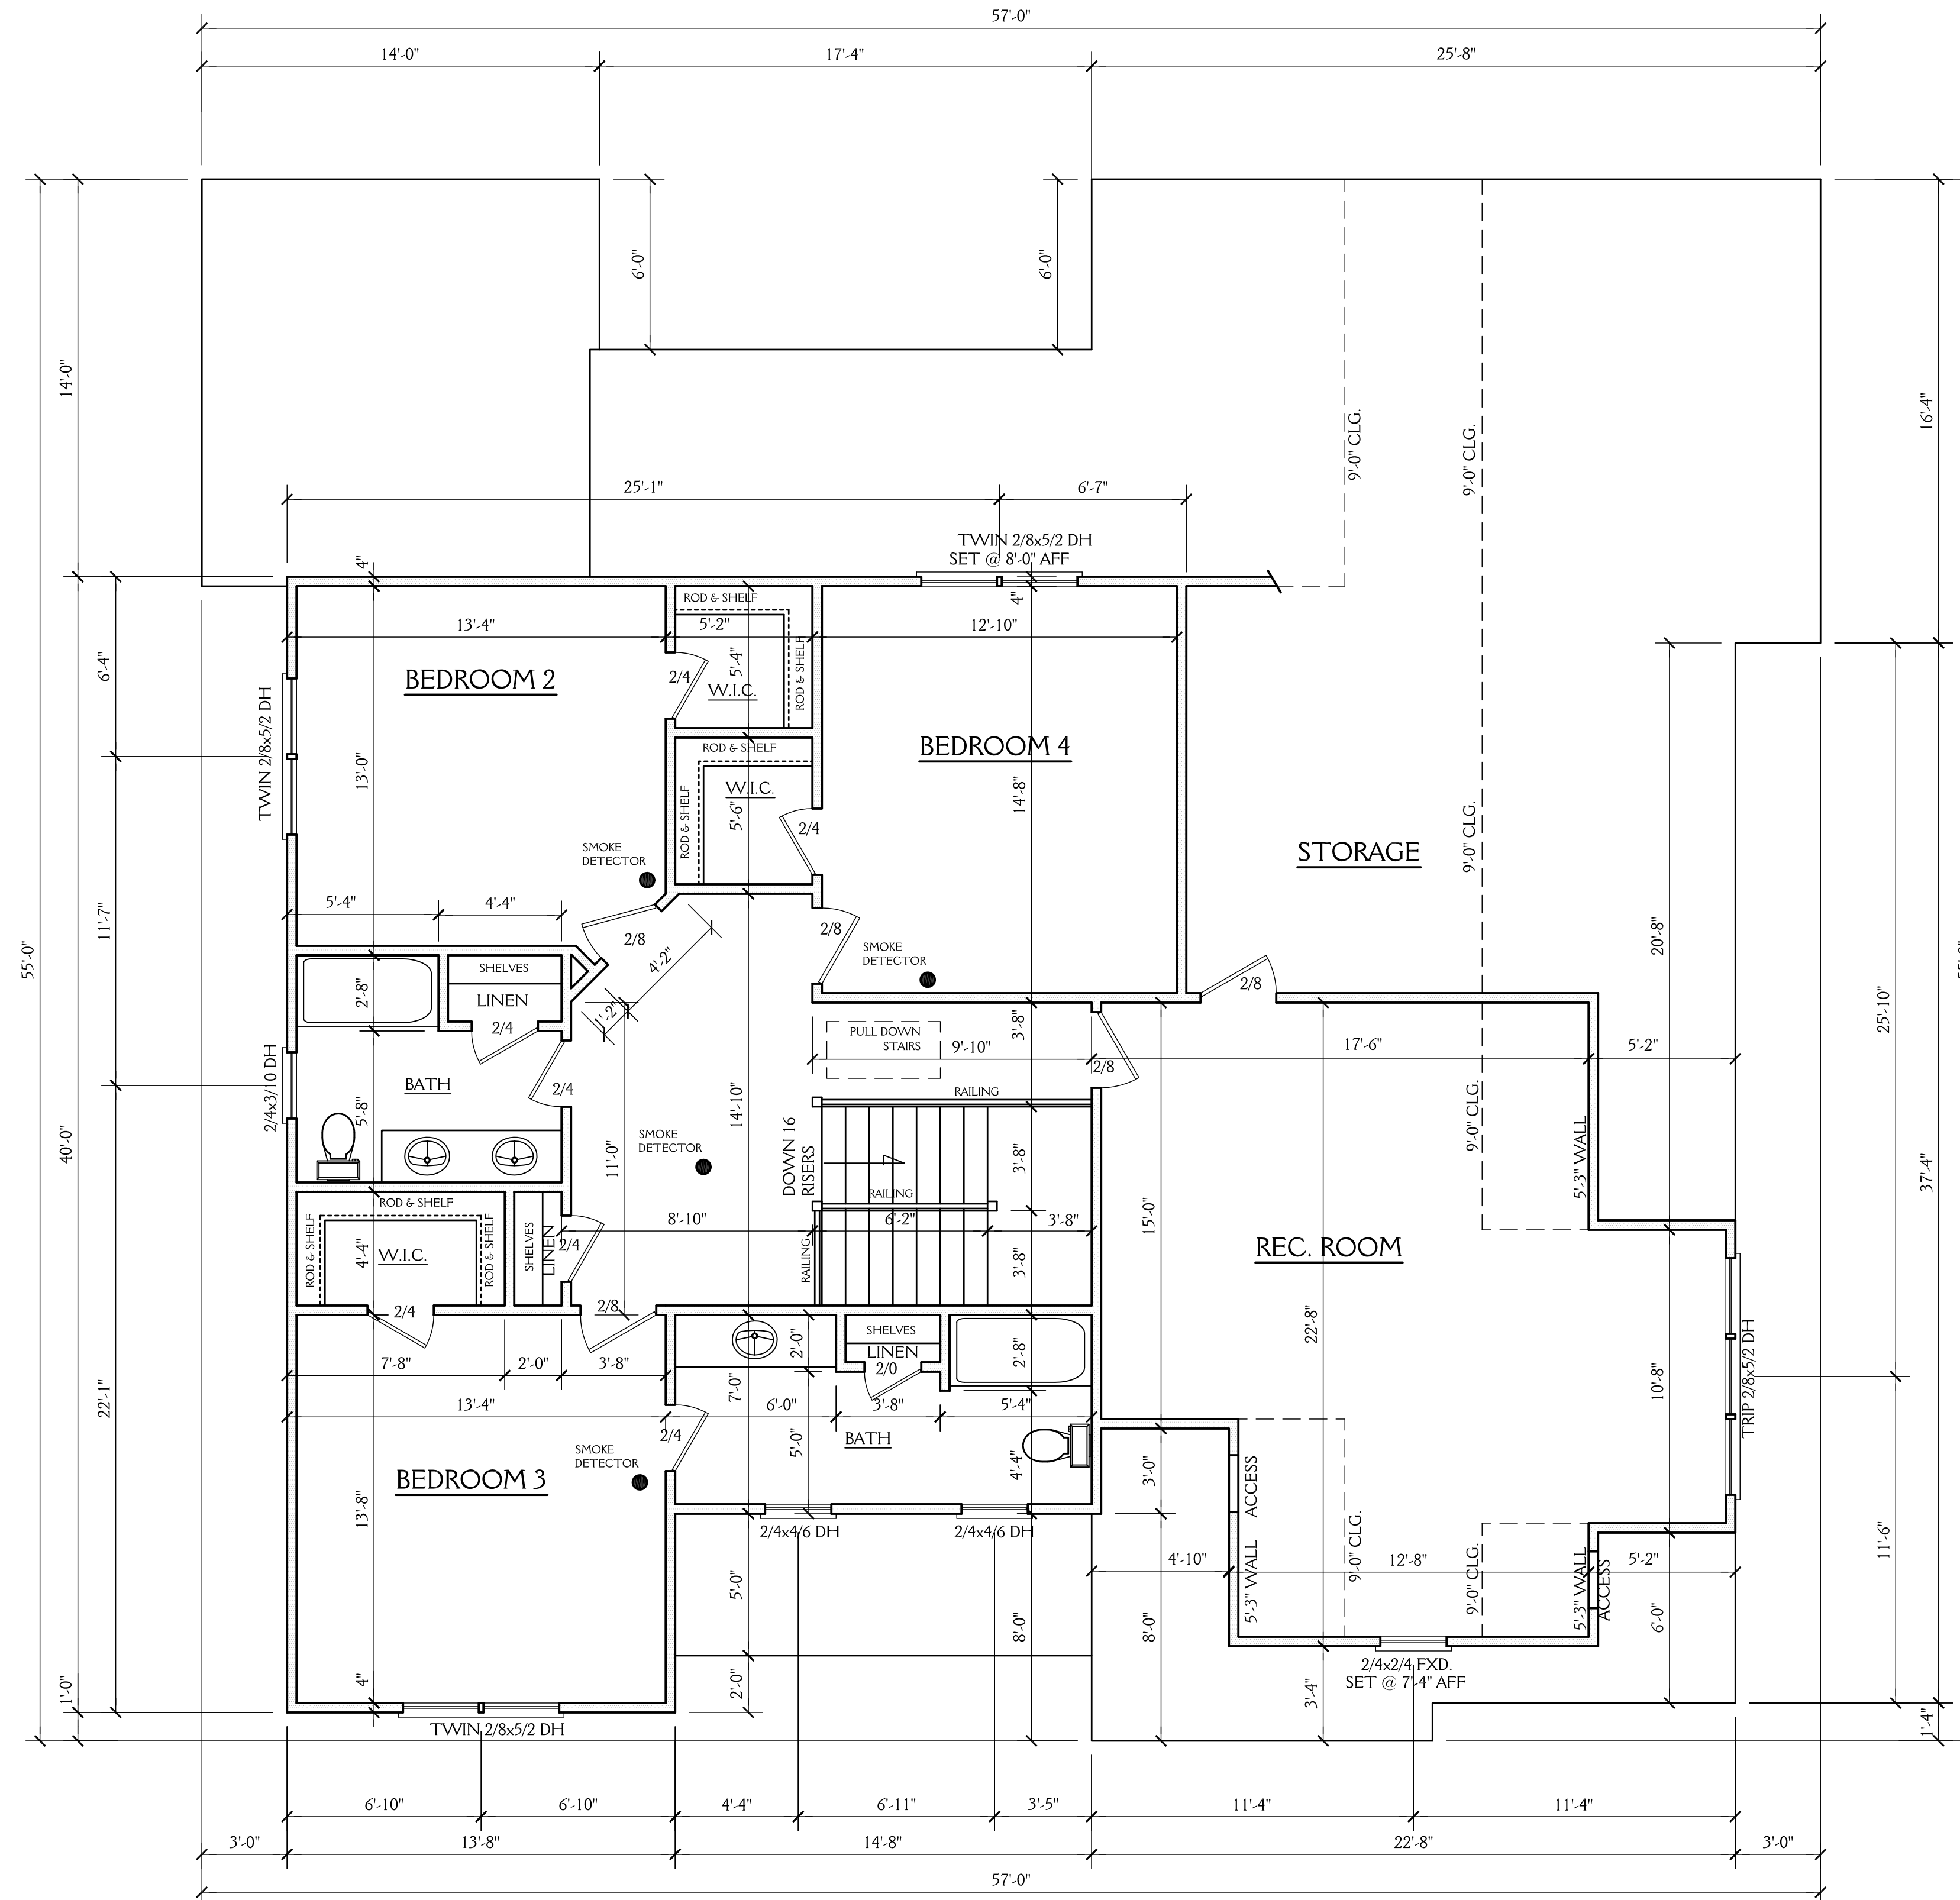 57'-0"
14'-0"
17'-4"
25'-8"
6'-0"
6'-0"
14'-0"
16'-4"
9'-0" CLG.
9'-0" CLG.
25'-1"
6'-7"
TWIN 2/8x5/2 DH
SET @ 8'-0" AFF
4"
4"
ROD & SHELF
13'-4"
5'-2"
12'-10"
6'-4"
5'-4"
ROD & SHELF
BEDROOM 2
2/4
W.I.C.
TWIN 2/8x5/2 DH
BEDROOM 4
ROD & SHELF
13'-0"
W.I.C.
14'-8"
5'-6"
ROD & SHELF
2/4
9'-0" CLG.
SMOKE
DETECTOR
STORAGE
5'-4"
4'-4"
11'-7"
2/8
2/8
20'-8"
55'-0"
4'-2"
SMOKE
DETECTOR
SHELVES
2'-8"
LINEN
2/8
25'-10"
1'-2"
2/4
3'-8"
PULL DOWN
STAIRS
9'-10"
17'-6"
5'-2"
2/8
2/4x3/10 DH
BATH
2/4
RAILING
5'-8"
14'-10"
9'-0" CLG.
40'-0"
SMOKE
DETECTOR
11'-0"
DOWN 16
RISERS
3'-8"
5'-3" WALL
37'-4"
RAILING
ROD & SHELF
8'-10"
6'-2"
3'-8"
15'-0"
ROD & SHELF
4'-4"
W.I.C.
ROD & SHELF
SHELVES
LINEN
2/4
RAILING
3'-8"
REC. ROOM
2/4
2/8
22'-8"
SHELVES
LINEN
2/0
2'-0"
2'-8"
7'-8"
2'-0"
3'-8"
7'-0"
10'-8"
TRIP 2/8x5/2 DH
22'-1"
13'-4"
6'-0"
3'-8"
5'-4"
2/4
5'-0"
BATH
4'-4"
SMOKE
DETECTOR
BEDROOM 3
3'-0"
ACCESS
13'-8"
2/4x4/6 DH
2/4x4/6 DH
9'-0" CLG.
11'-6"
4'-10"
12'-8"
5'-2"
5'-0"
5'-3" WALL
9'-0" CLG.
5'-3" WALL
ACCESS
8'-0"
8'-0"
6'-0"
2/4x2/4 FXD.
SET @ 7'-4" AFF
1'-0"
4"
2'-0"
3'-4"
1'-4"
TWIN 2/8x5/2 DH
6'-10"
6'-10"
4'-4"
6'-11"
3'-5"
11'-4"
11'-4"
3'-0"
13'-8"
14'-8"
22'-8"
3'-0"
57'-0"